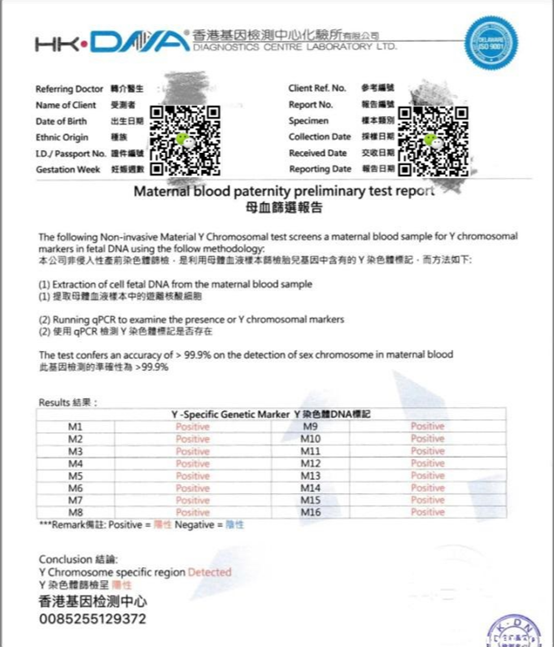 HK·DNA 香港基因檢測中心化驗所有限公司
DIAGNOSTICS CENTRE LABORATORY LTD.
DELAWARE
ISO 9001
Referring Doctor 轉介醫生
Client Ref. No. 參考編號
Name of Client 受測者
Report No. 報告編號
Date of Birth 出生日期
Specimen 樣本類別
Ethnic Origin 種族
Collection Date 採樣日期
I.D./ Passport No. 證件編號
Received Date 交收日期
Gestation Week 妊娠週數
Reporting Date 報告日期
Maternal blood paternity preliminary test report
母血篩選報告
The following Non-invasive Material Y Chromosomal test screens a maternal blood sample for Y chromosomal
markers in fetal DNA using the follow methodology:
本公司非侵入性產前染色體篩檢，是利用母體血液樣本篩檢胎兒基因中含有的 Y 染色體標記，而方法如下:
(1) Extraction of cell fetal DNA from the maternal blood sample
(1) 提取母體血液樣本中的遊離核酸細胞
(2) Running qPCR to examine the presence or Y chromosomal markers
(2) 使用 qPCR 檢測 Y 染色體標記是否存在
The test confers an accuracy of > 99.9% on the detection of sex chromosome in maternal blood
此基因檢測的準確性為 >99.9%
Results 結果：
Y -Specific Genetic Marker Y 染色體DNA標記
M1 Positive M9 Positive
M2 Positive M10 Positive
M3 Positive M11 Positive
M4 Positive M12 Positive
M5 Positive M13 Positive
M6 Positive M14 Positive
M7 Positive M15 Positive
M8 Positive M16 Positive
***Remark備註: Positive = 陽性 Negative = 陰性
Conclusion 結論:
Y Chromosome specific region Detected
Y 染色體篩檢呈 陽性
香港基因检测中心
0085255129372